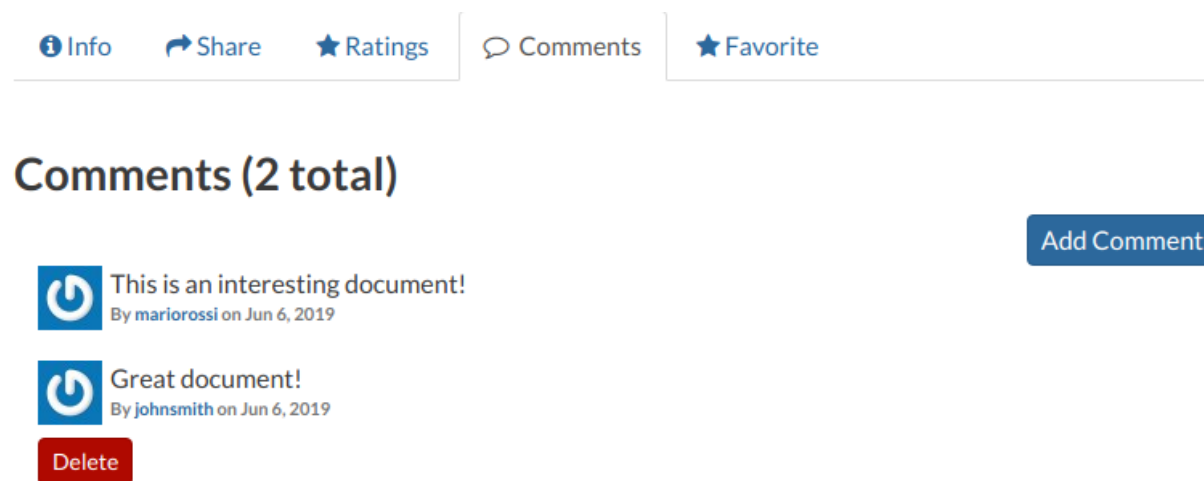 Info Share Ratings Comments Favorite
Comments (2 total)
Add Comment
This is an interesting document!
By mariorossi on Jun 6, 2019
Great document!
By johnsmith on Jun 6, 2019
Delete